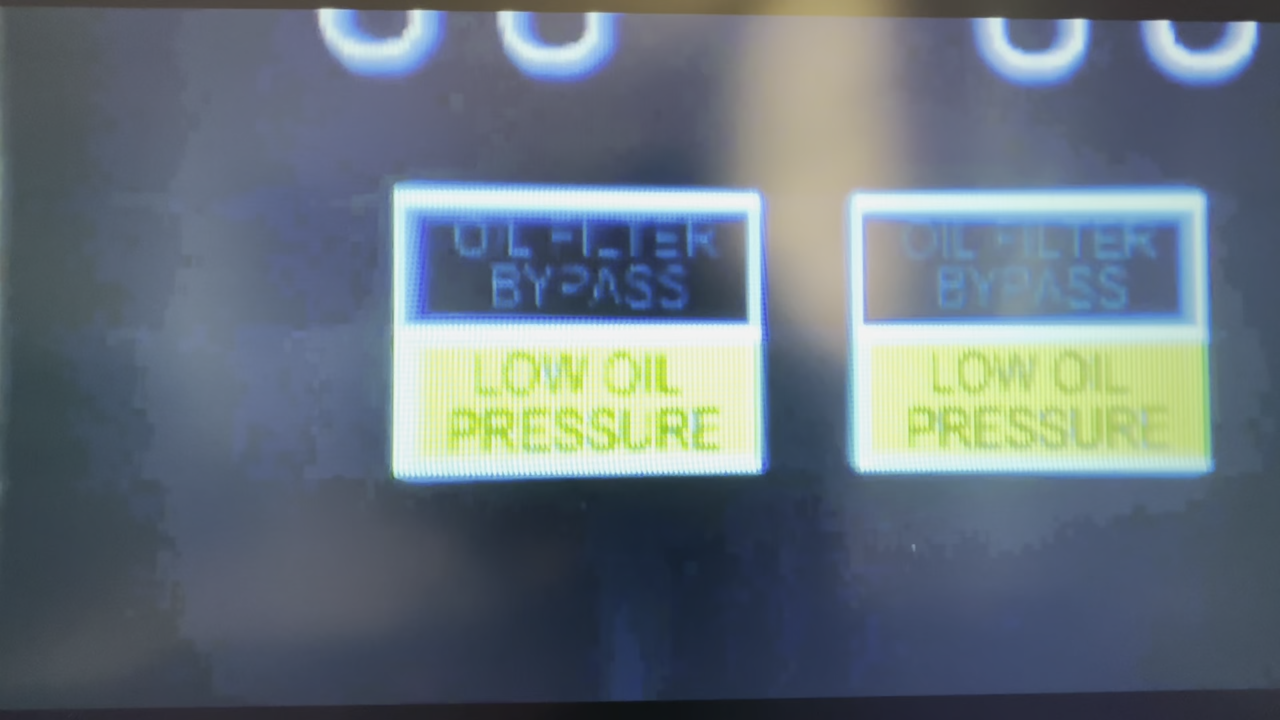 OIL FILTER
BYPASS
LOW OIL
PRESSURE
OIL FILTER
BYPASS
LOW OIL
PRESSURE